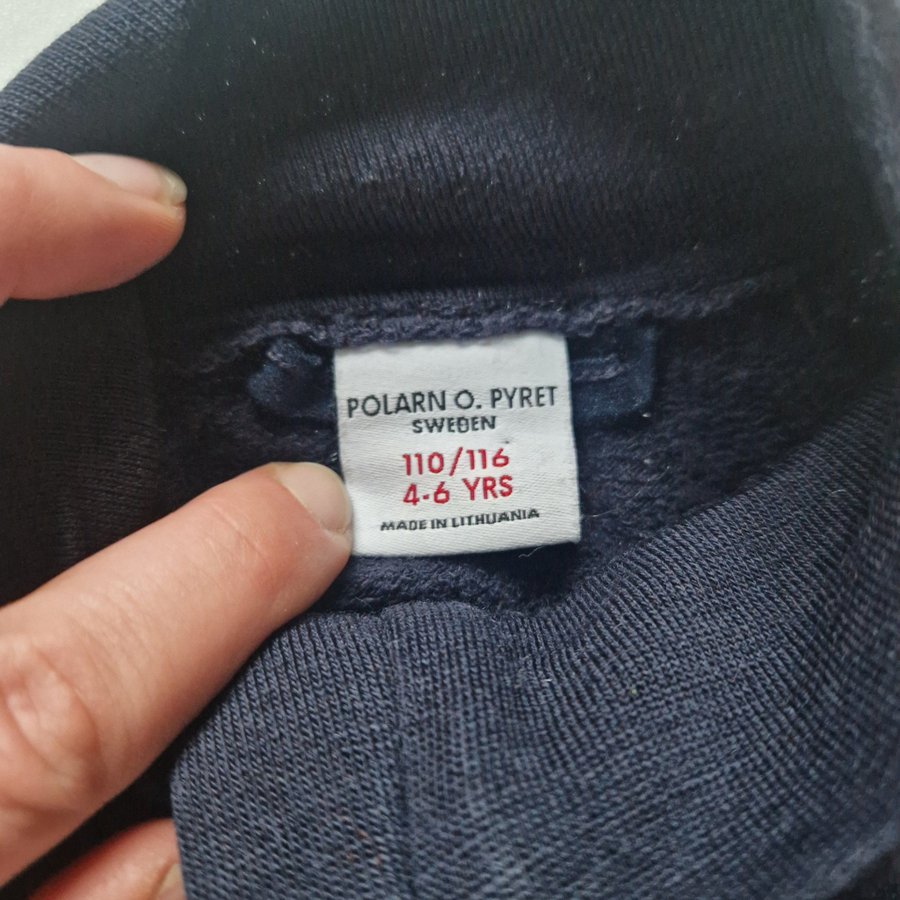 POLARN O. PYRET
SWEDEN
110/116
4-6 YRS
MADE IN LITHUANIA